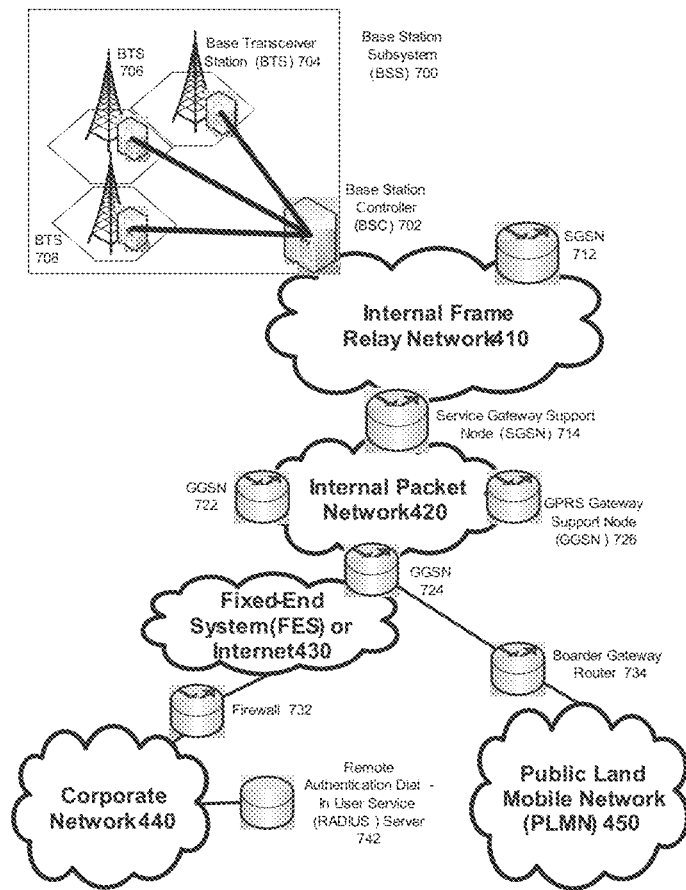 BTS
706
Base Transceiver
Station (BTS) 704
Base Station
Subsystem
(BSS) 700
BTS
708
Base Station
Controller
(BSC) 702
SGSN
712
Internal Frame
Relay Network410
Service Gateway Support
Node (SGSN) 714
GGSN
722
Internal Packet
Network420
GPRS Gateway
Support Node
(GGSN ) 726
GGSN
724
Fixed-End
System(FES) or
Internet430
Boarder Gateway
Router 734
Firewall 732
Corporate
Network440
Remote
Authentication Dial -
In User Service
(RADIUS ) Server
742
Public Land
Mobile Network
(PLMN) 450